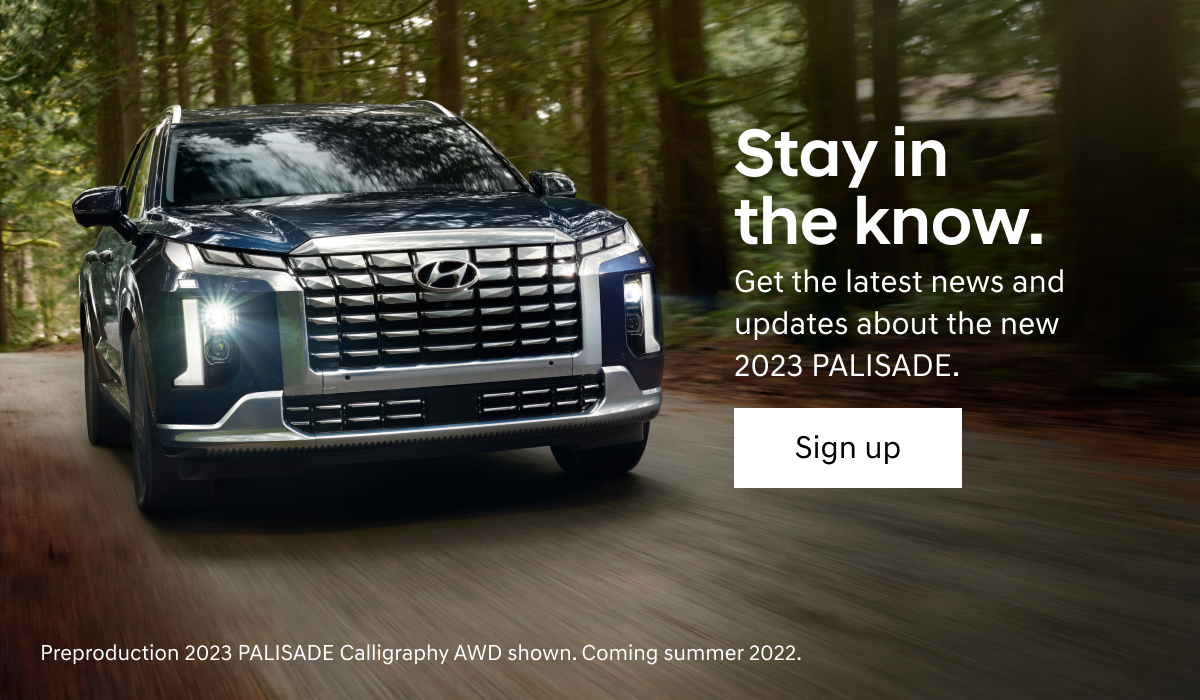 Stay in
the know.
Get the latest news and
updates about the new
2023 PALISADE.
Sign up
Preproduction 2023 PALISADE Calligraphy AWD shown. Coming summer 2022.